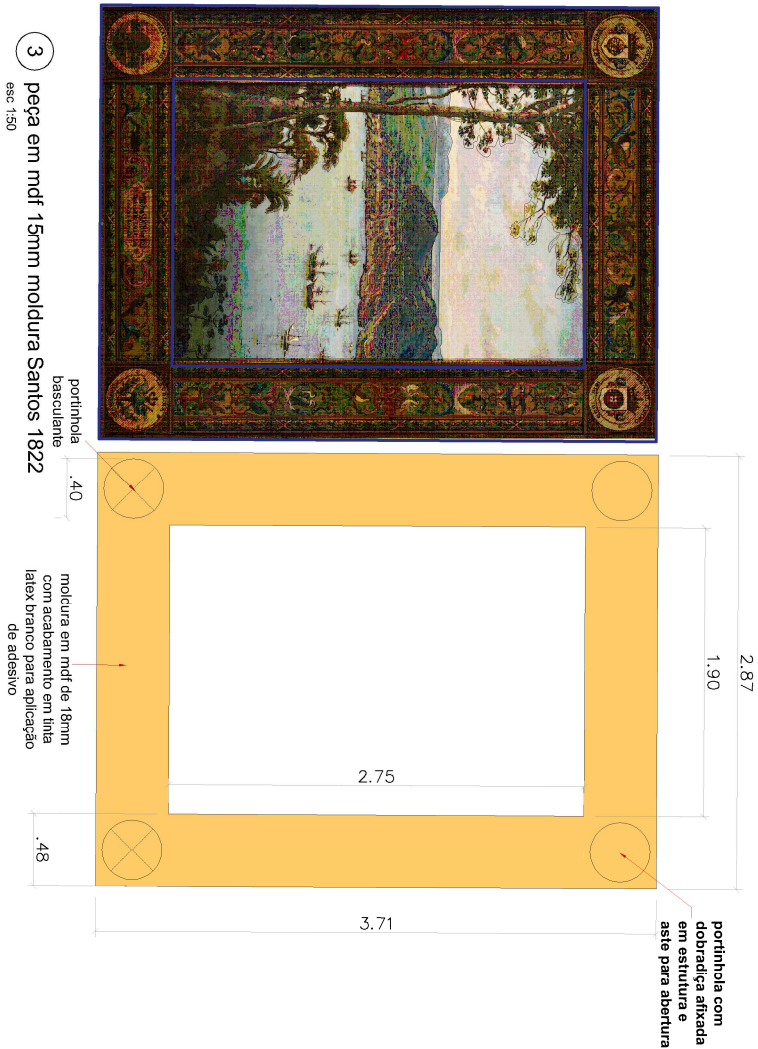 3
peça em mdf 15mm moldura Santos 1822
esc 1:50
portinhola
basculante
.40
molcura em mdf de 18mm
com acabamento em tinta
latex branco para aplicação
de adesivo
.48
2.75
1.90
2.87
3.71
portinhola com
dobradiça afixada
em estrutura e
aste para abertura